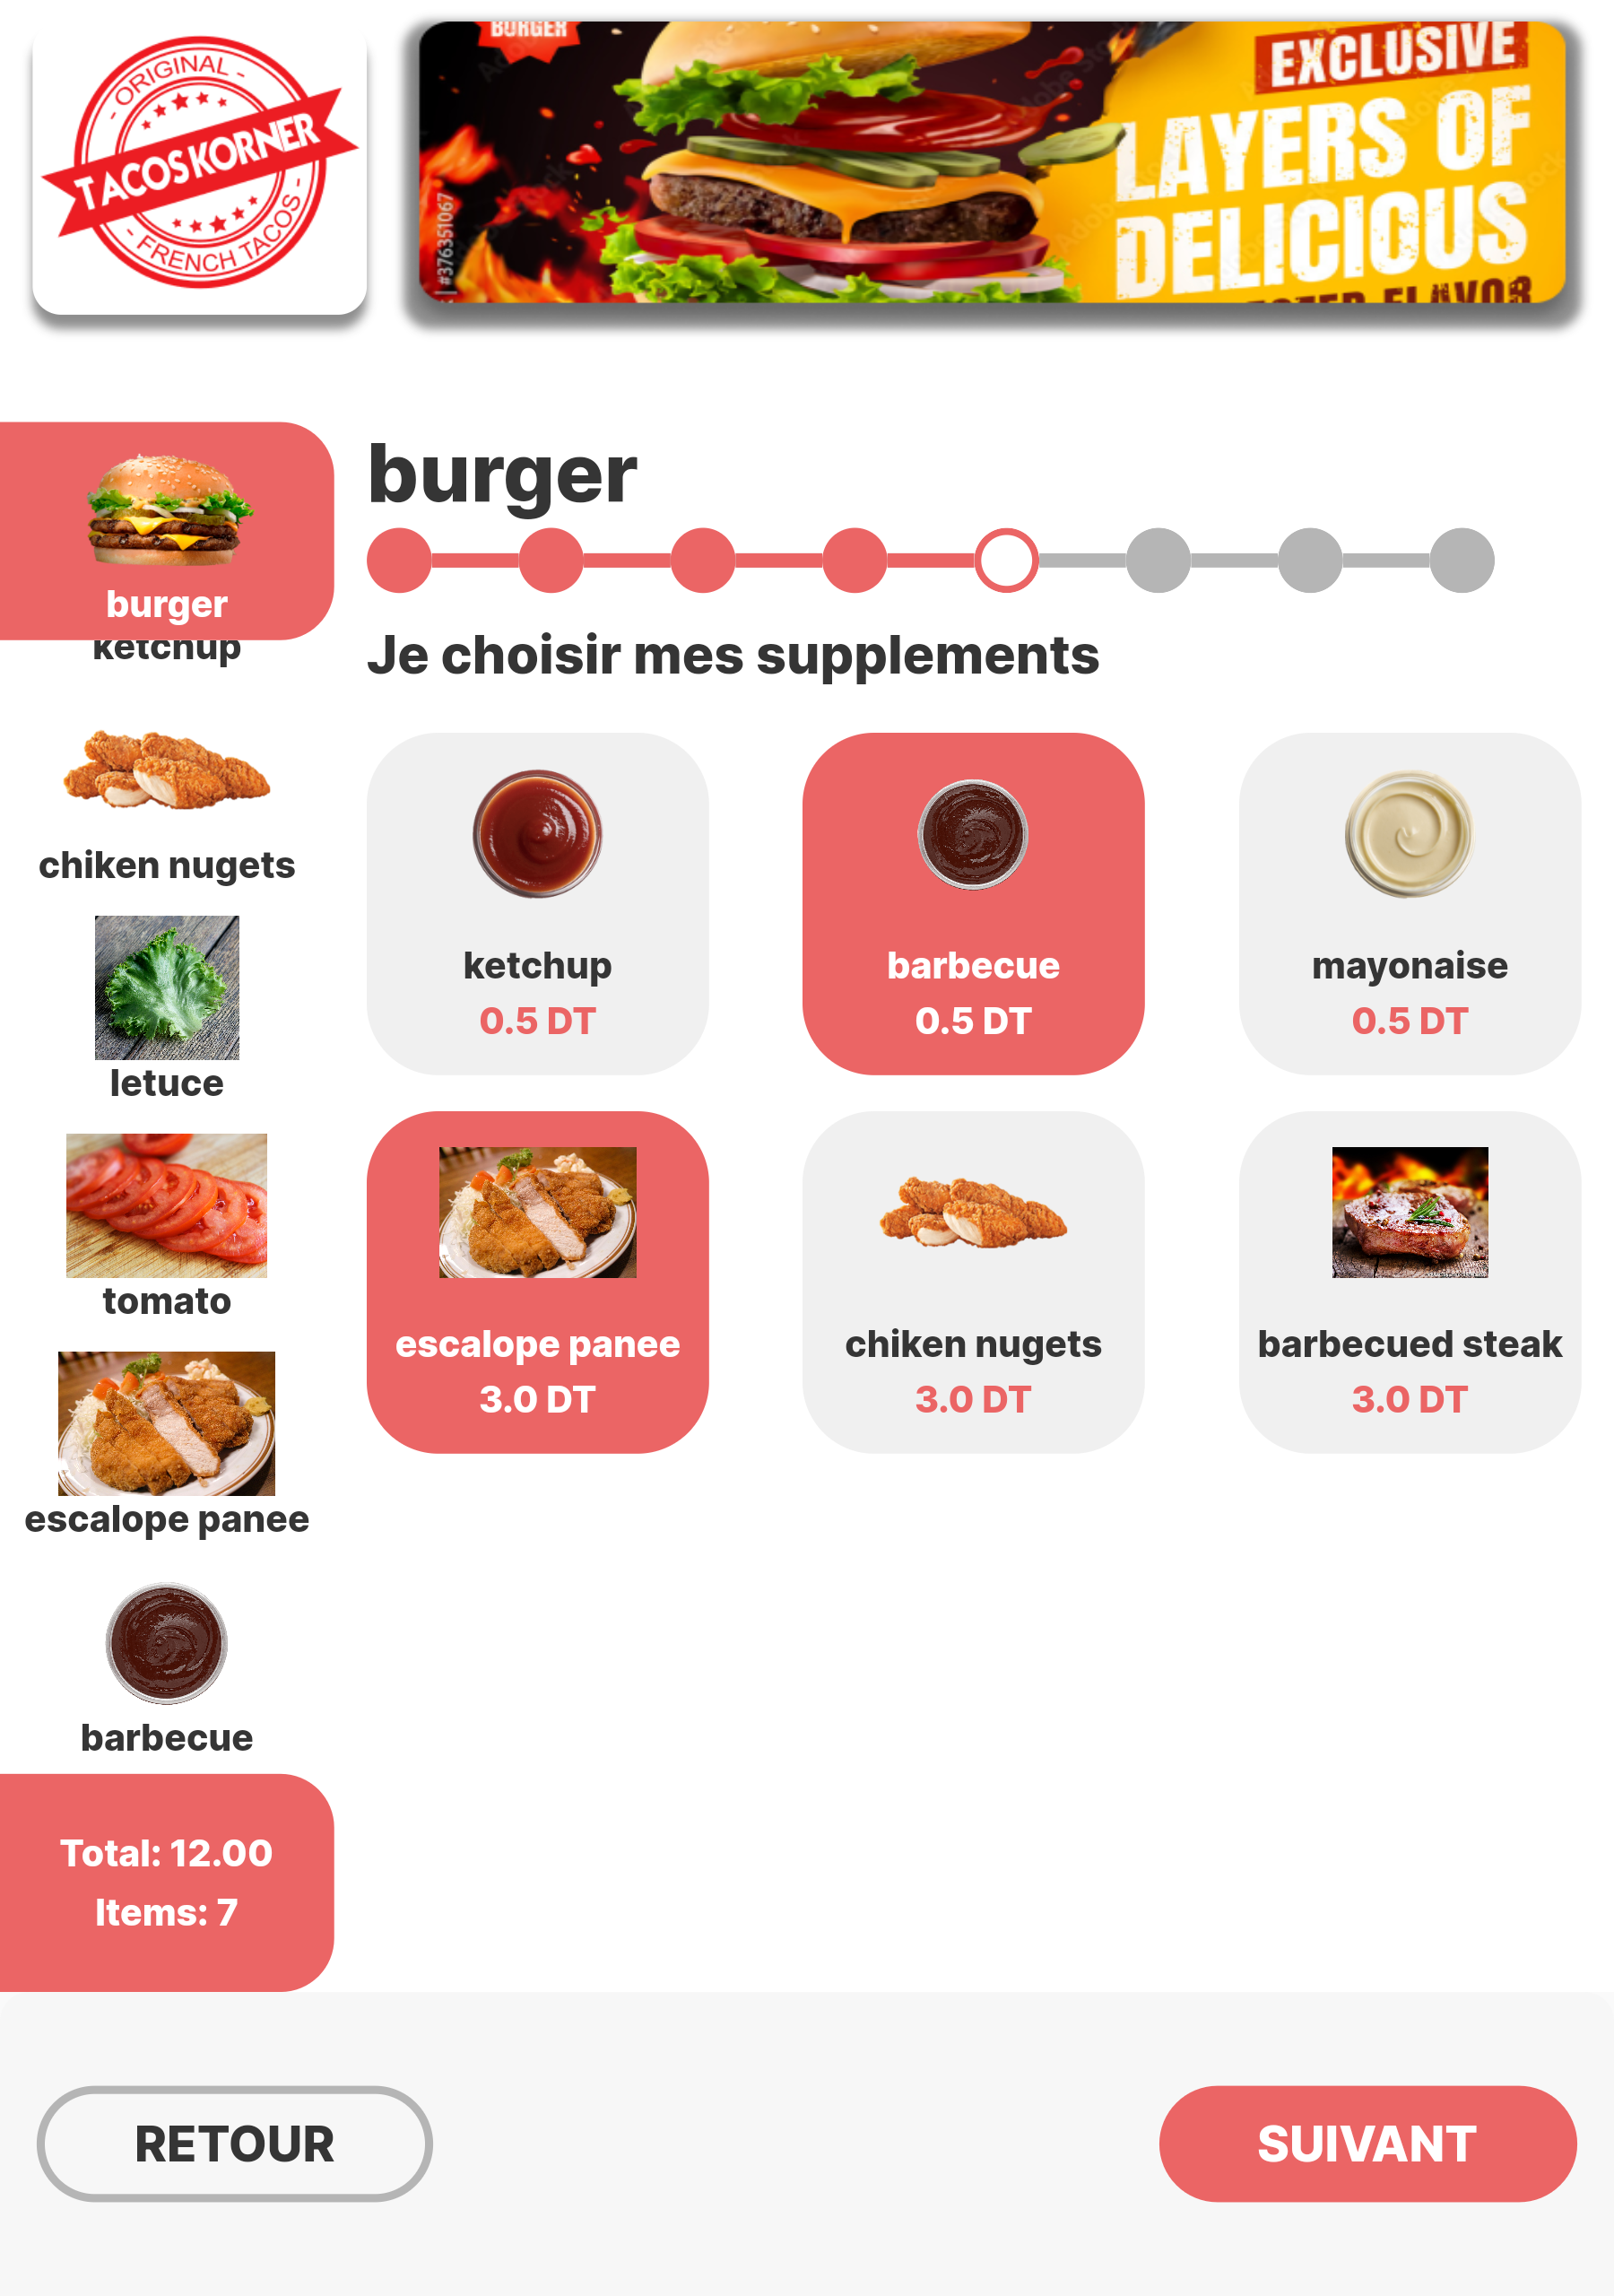 - ORIGINAL -
TACOS KORNER
- FRENCH TACOS -
BURGER
EXCLUSIVE
LAYERS OF
DELICIOUS
FLAVOR
| #376351067
burger
burger
ketchup
Je choisir mes supplements
chiken nugets
letuce
tomato
escalope panee
barbecue
ketchup
0.5 DT
barbecue
0.5 DT
mayonaise
0.5 DT
escalope panee
3.0 DT
chiken nugets
3.0 DT
barbecued steak
3.0 DT
Total: 12.00
Items: 7
RETOUR
SUIVANT